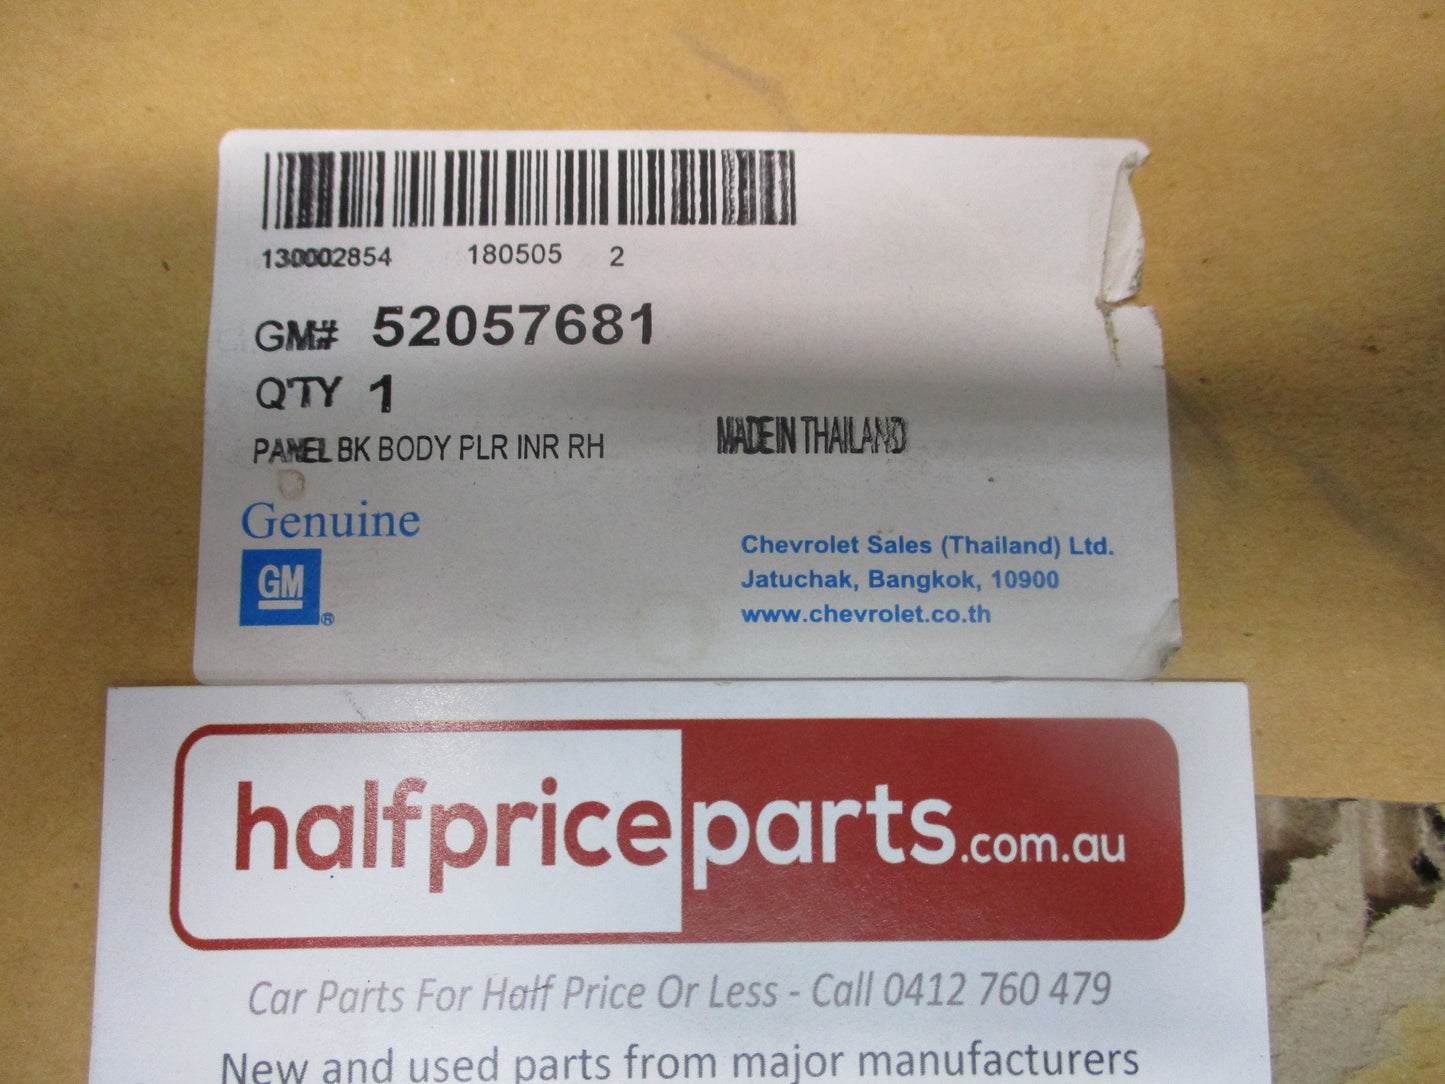 130002854 180505 2
GM# 52057681
Q'TY 1
PANEL BK BODY PLR INR RH MADE IN THAILAND
Genuine
GM®
Chevrolet Sales (Thailand) Ltd.
Jatuchak, Bangkok, 10900
www.chevrolet.co.th
halfpriceparts.com.au
Car Parts For Half Price Or Less - Call 0412 760 479
New and used parts from major manufacturers